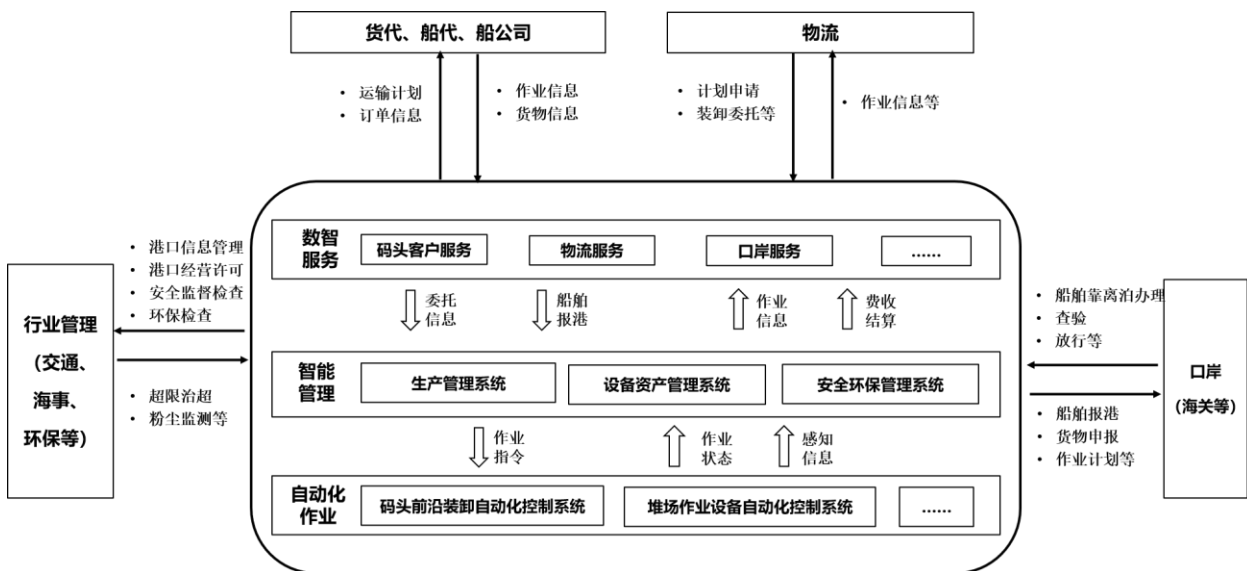 货代、船代、船公司
物流
• 运输计划
• 订单信息
• 作业信息
• 货物信息
• 计划申请
• 装卸委托等
• 作业信息等
• 港口信息管理
• 港口经营许可
• 安全监督检查
• 环保检查
行业管理
（交通、
海事、
环保等）
• 超限治超
• 粉尘监测等
数智
服务
码头客户服务
物流服务
口岸服务
……
委托
信息
船舶
报港
作业
信息
费收
结算
智能
管理
生产管理系统
设备资产管理系统
安全环保管理系统
作业
指令
作业
状态
感知
信息
自动化
作业
码头前沿装卸自动化控制系统
堆场作业设备自动化控制系统
……
• 船舶靠离泊办理
• 查验
• 放行等
口岸
（海关等）
• 船舶报港
• 货物申报
• 作业计划等